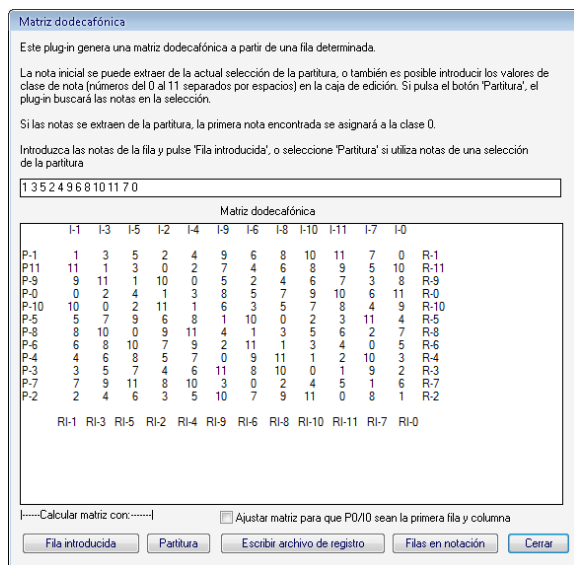 Matriz dodecafónica
Este plug-in genera una matriz dodecafónica a partir de una fila determinada.
La nota inicial se puede extraer de la actual selección de la partitura, o también es posible introducir los valores de
clase de nota (números del 0 al 11 separados por espacios) en la caja de edición. Si pulsa el botón 'Partitura', el
plug-in buscará las notas en la selección.
Si las notas se extraen de la partitura, la primera nota encontrada se asignará a la clase 0.
Introduzca las notas de la fila y pulse 'Fila introducida', o seleccione 'Partitura' si utiliza notas de una selección
de la partitura
1 3 5 2 4 9 6 8 10 11 7 0
Matriz dodecafónica
I-1 I-3 I-5 I-2 I-4 I-9 I-6 I-8 I-10 I-11 I-7 I-0
P-1 1 3 5 2 4 9 6 8 10 11 7 0 R-1
P11 11 1 3 0 2 7 4 6 8 9 5 10 R-11
P-9 9 11 1 10 0 5 2 4 6 7 3 8 R-9
P-0 0 2 4 1 3 8 5 7 9 10 6 11 R-0
P-10 10 0 2 11 1 6 3 5 7 8 4 9 R-10
P-5 5 7 9 6 8 1 10 0 2 3 11 4 R-5
P-8 8 10 0 9 11 4 1 3 5 6 2 7 R-8
P-6 6 8 10 7 9 2 11 1 3 4 0 5 R-6
P-4 4 6 8 5 7 0 9 11 1 2 10 3 R-4
P-3 3 5 7 4 6 11 8 10 0 1 9 2 R-3
P-7 7 9 11 8 10 3 0 2 4 5 1 6 R-7
P-2 2 4 6 3 5 10 7 9 11 0 8 1 R-2
RI-1 RI-3 RI-5 RI-2 RI-4 RI-9 RI-6 RI-8 RI-10 RI-11 RI-7 RI-0
|------Calcular matriz con:-------|
Ajustar matriz para que P0/I0 sean la primera fila y columna
Fila introducida Partitura Escribir archivo de registro Filas en notación Cerrar